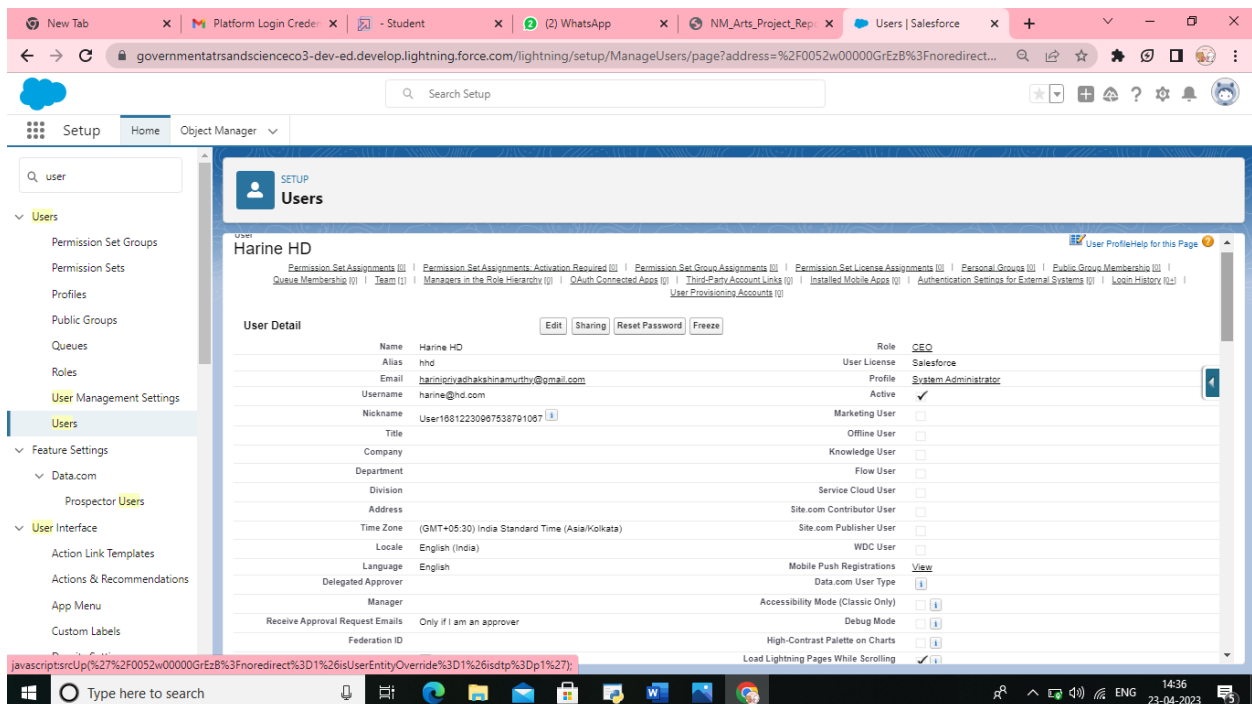 New Tab
Platform Login Creden
- Student
(2) WhatsApp
NM_Arts_Project_Repo
Users | Salesforce
governmentatrsandscienceco3-dev-ed.develop.lightning.force.com/lightning/setup/ManageUsers/page?address=%2F0052w00000GrEzB%3Fnoredirect...
Search Setup
Setup
Home
Object Manager
user
Users
Permission Set Groups
Permission Sets
Profiles
Public Groups
Queues
Roles
User Management Settings
Users
Feature Settings
Data.com
Prospector Users
User Interface
Action Link Templates
Actions & Recommendations
App Menu
Custom Labels
SETUP
Users
User
Harine HD
User Profile Help for this Page
Permission Set Assignments [0] | Permission Set Assignments: Activation Required [0] | Permission Set Group Assignments [0] | Permission Set License Assignments [0] | Personal Groups [0] | Public Group Membership [0] |
Queue Membership [0] | Team [1] | Managers in the Role Hierarchy [0] | OAuth Connected Apps [0] | Third-Party Account Links [0] | Installed Mobile Apps [0] | Authentication Settings for External Systems [0] | Login History [0+] |
User Provisioning Accounts [0]
User Detail
Edit Sharing Reset Password Freeze
Name Harine HD Role CEO
Alias hhd User License Salesforce
Email harinipriyadhakshinamurthy@gmail.com Profile System Administrator
Username harine@hd.com Active
Nickname User16812230967538791067 Marketing User
Title Offline User
Company Knowledge User
Department Flow User
Division Service Cloud User
Address Site.com Contributor User
Time Zone (GMT+05:30) India Standard Time (Asia/Kolkata) Site.com Publisher User
Locale English (India) WDC User
Language English Mobile Push Registrations View
Delegated Approver Data.com User Type
Manager Accessibility Mode (Classic Only)
Receive Approval Request Emails Only if I am an approver Debug Mode
Federation ID High-Contrast Palette on Charts
Load Lightning Pages While Scrolling
javascript:srcUp(%27%2F0052w00000GrEzB%3Fnoredirect%3D1%26isUserEntityOverride%3D1%26isdtp%3Dp1%27);
Type here to search
ENG
14:36
23-04-2023
5